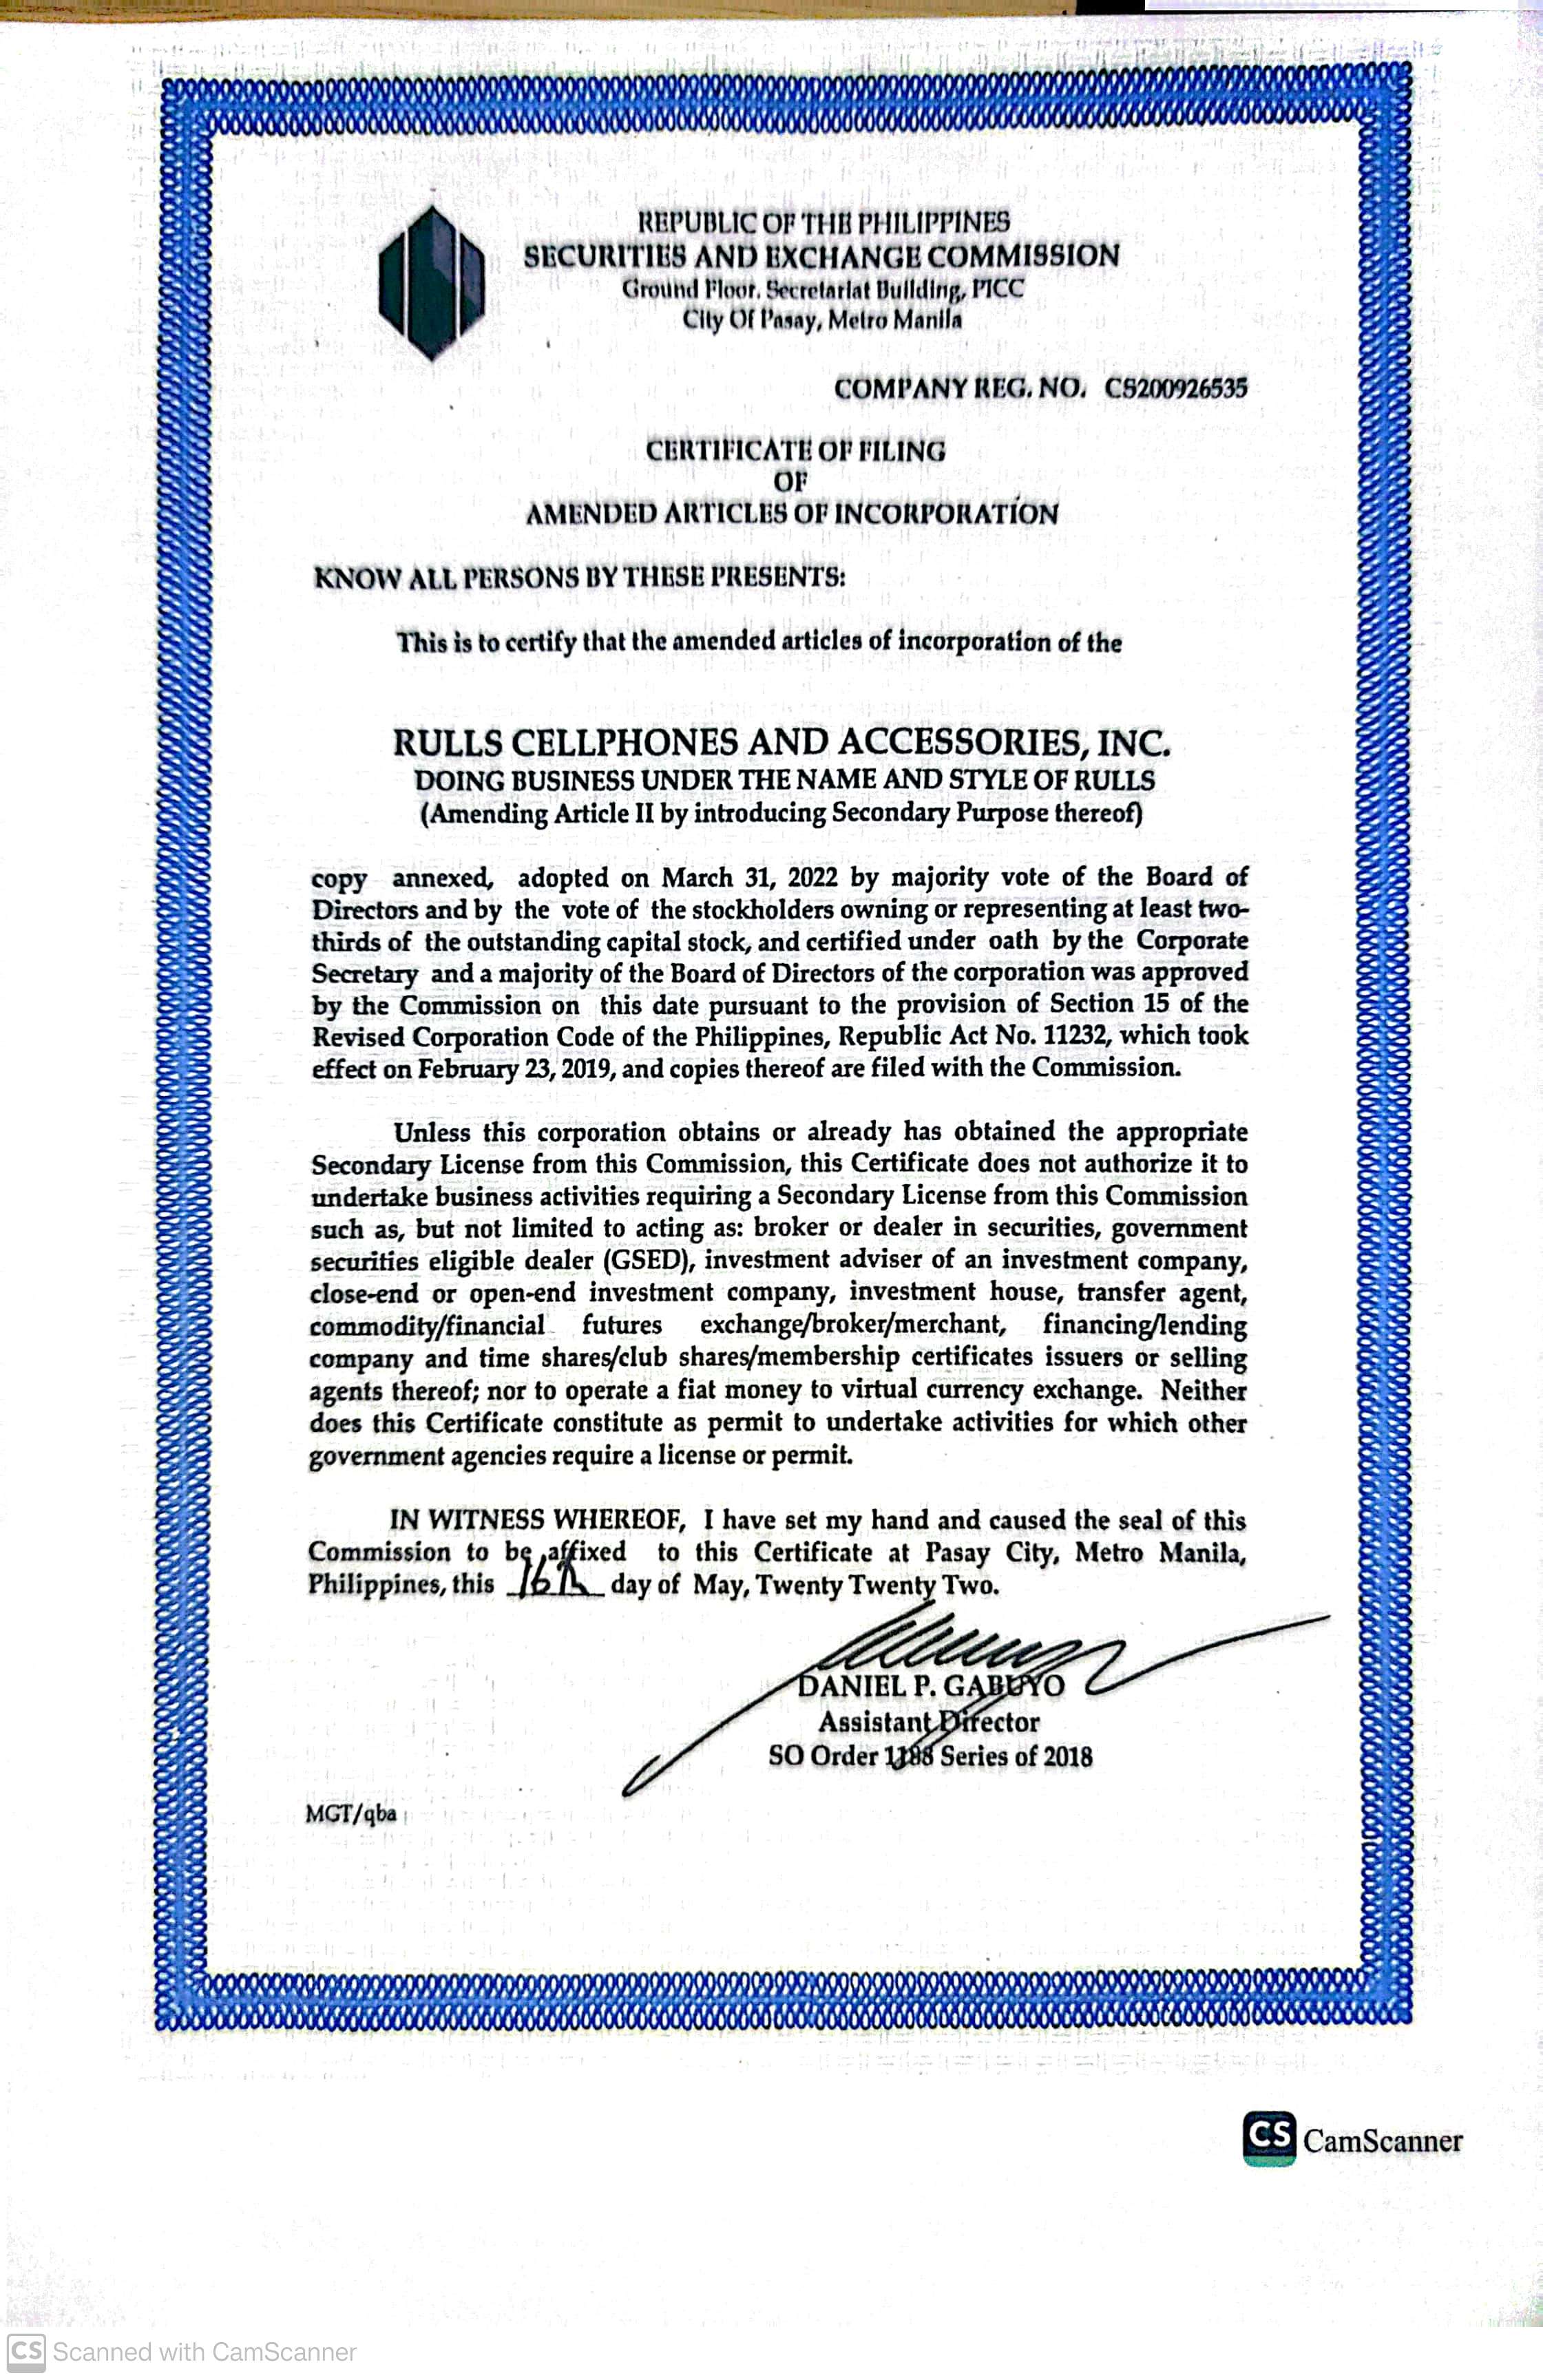 REPUBLIC OF THE PHILIPPINES
SECURITIES AND EXCHANGE COMMISSION
Ground Floor, Secretariat Building, PICC
City Of Pasay, Metro Manila
COMPANY REG. NO. CS200926535
CERTIFICATE OF FILING
OF
AMENDED ARTICLES OF INCORPORATION
KNOW ALL PERSONS BY THESE PRESENTS:
This is to certify that the amended articles of incorporation of the
RULLS CELLPHONES AND ACCESSORIES, INC.
DOING BUSINESS UNDER THE NAME AND STYLE OF RULLS
(Amending Article II by introducing Secondary Purpose thereof)
copy annexed, adopted on March 31, 2022 by majority vote of the Board of
Directors and by the vote of the stockholders owning or representing at least two-
thirds of the outstanding capital stock, and certified under oath by the Corporate
Secretary and a majority of the Board of Directors of the corporation was approved
by the Commission on this date pursuant to the provision of Section 15 of the
Revised Corporation Code of the Philippines, Republic Act No. 11232, which took
effect on February 23, 2019, and copies thereof are filed with the Commission.
Unless this corporation obtains or already has obtained the appropriate
Secondary License from this Commission, this Certificate does not authorize it to
undertake business activities requiring a Secondary License from this Commission
such as, but not limited to acting as: broker or dealer in securities, government
securities eligible dealer (GSED), investment adviser of an investment company,
close-end or open-end investment company, investment house, transfer agent,
commodity/financial futures exchange/broker/merchant, financing/lending
company and time shares/club shares/membership certificates issuers or selling
agents thereof; nor to operate a fiat money to virtual currency exchange. Neither
does this Certificate constitute as permit to undertake activities for which other
government agencies require a license or permit.
IN WITNESS WHEREOF, I have set my hand and caused the seal of this
Commission to be affixed to this Certificate at Pasay City, Metro Manila,
Philippines, this 16th day of May, Twenty Twenty Two.
DANIEL P. GABUYO
Assistant Director
SO Order 1188 Series of 2018
MGT/qba
CS CamScanner
CS Scanned with CamScanner